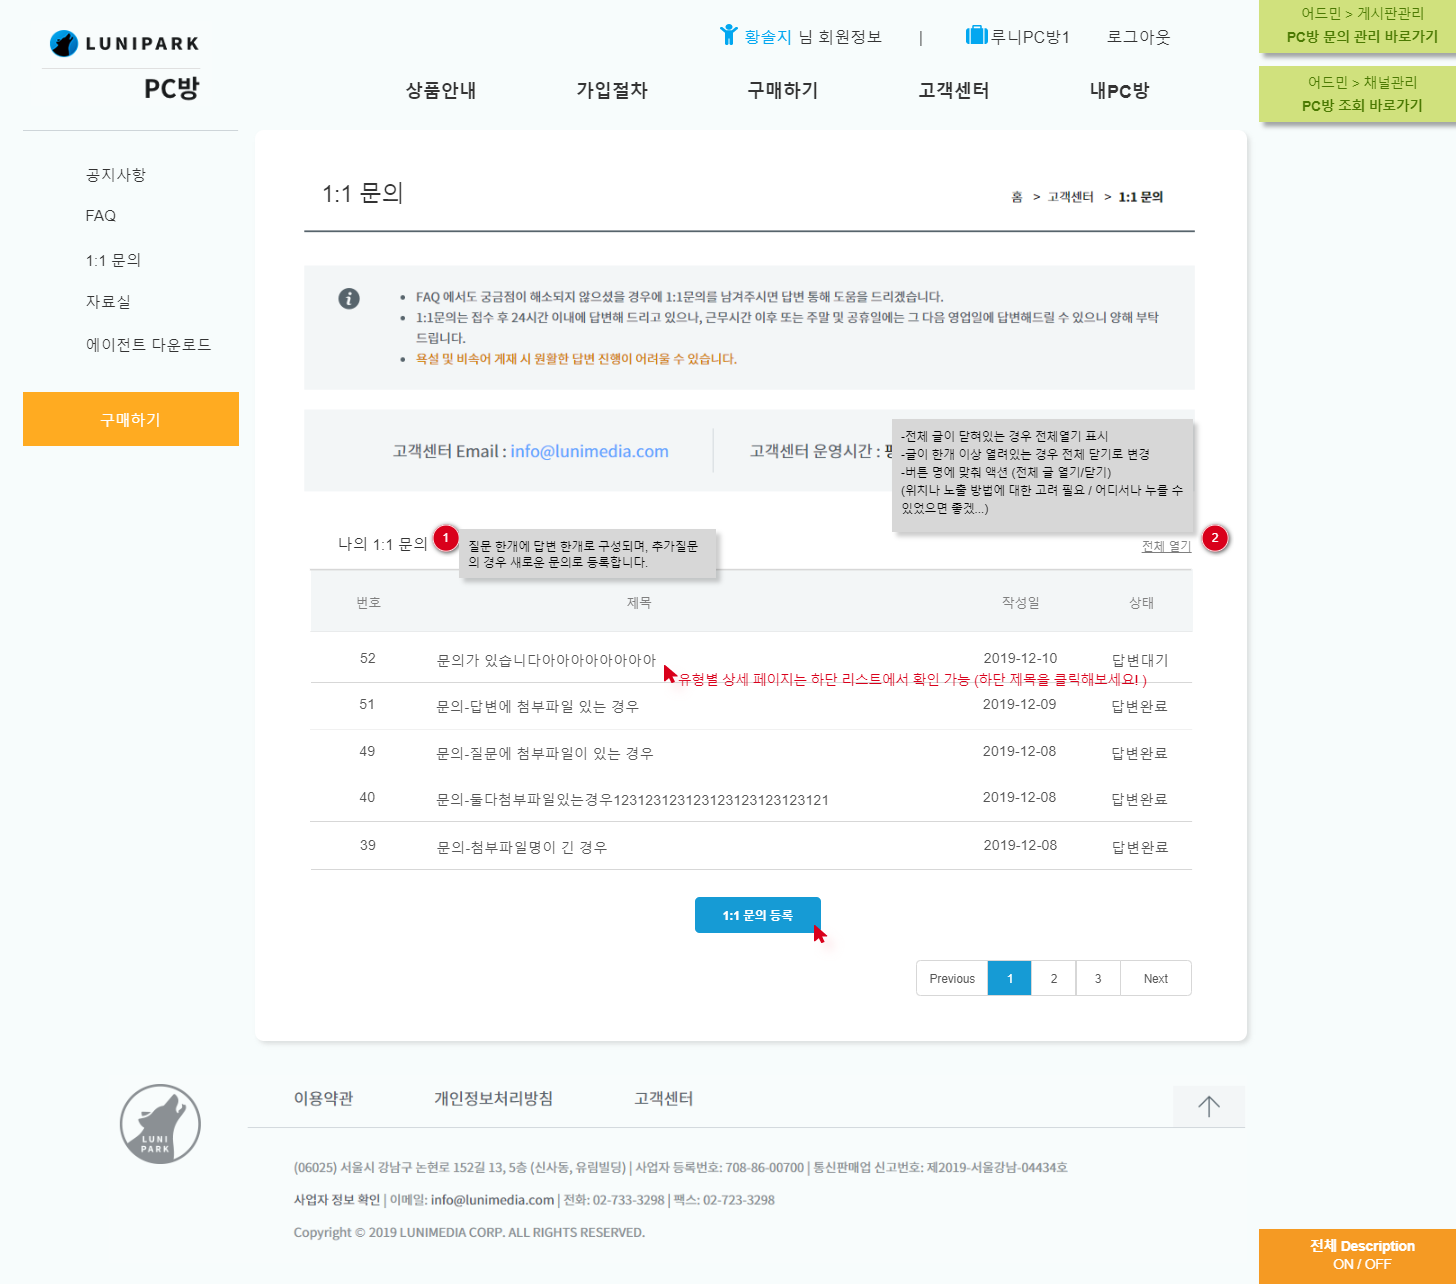 LUNIPARK
PC방
황솔지 님 회원정보 | 루니PC방1 로그아웃
상품안내 가입절차 구매하기 고객센터 내PC방
어드민 > 게시판관리
PC방 문의 관리 바로가기
어드민 > 채널관리
PC방 조회 바로가기
공지사항
FAQ
1:1 문의
자료실
에이전트 다운로드
구매하기
1:1 문의
홈 > 고객센터 > 1:1 문의
FAQ 에서도 궁금점이 해소되지 않으셨을 경우에 1:1문의를 남겨주시면 답변 통해 도움을 드리겠습니다.
1:1문의는 접수 후 24시간 이내에 답변해 드리고 있으나, 근무시간 이후 또는 주말 및 공휴일에는 그 다음 영업일에 답변해드릴 수 있으니 양해 부탁
드립니다.
욕설 및 비속어 게재 시 원활한 답변 진행이 어려울 수 있습니다.
고객센터 Email : info@lunimedia.com
고객센터 운영시간 :
-전체 글이 닫혀있는 경우 전체열기 표시
-글이 한개 이상 열려있는 경우 전체 닫기로 변경
-버튼 명에 맞춰 액션 (전체 글 열기/닫기)
(위치나 노출 방법에 대한 고려 필요 / 어디서나 누를 수
있었으면 좋겠...)
나의 1:1 문의
1
질문 한개에 답변 한개로 구성되며, 추가질문
의 경우 새로운 문의로 등록합니다.
전체 열기
2
번호 제목 작성일 상태
52 문의가 있습니다아아아아아아아아 2019-12-10 답변대기
유형별 상세 페이지는 하단 리스트에서 확인 가능 (하단 제목을 클릭해보세요! )
51 문의-답변에 첨부파일 있는 경우 2019-12-09 답변완료
49 문의-질문에 첨부파일이 있는 경우 2019-12-08 답변완료
40 문의-둘다첨부파일있는경우1231231231231231231231231​21 2019-12-08 답변완료
39 문의-첨부파일명이 긴 경우 2019-12-08 답변완료
1:1 문의 등록
Previous 1 2 3 Next
이용약관 개인정보처리방침 고객센터
LUNI
PARK
(06025) 서울시 강남구 논현로 152길 13, 5층 (신사동, 유림빌딩) | 사업자 등록번호: 708-86-00700 | 통신판매업 신고번호: 제2019-서울강남-04434호
사업자 정보 확인 | 이메일: info@lunimedia.com | 전화: 02-733-3298 | 팩스: 02-723-3298
Copyright © 2019 LUNIMEDIA CORP. ALL RIGHTS RESERVED.
전체 Description
ON / OFF